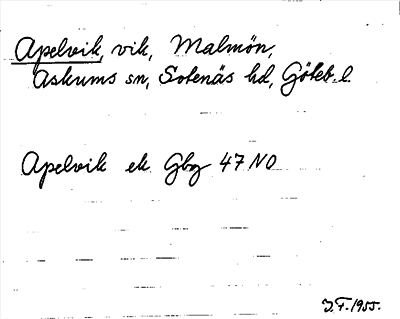 Apelvik, vik, Malmön,
Askums sn, Sotenäs hd, Göteb. l.
Apelvik ek Gbg 47 NO
J.F. 1955.